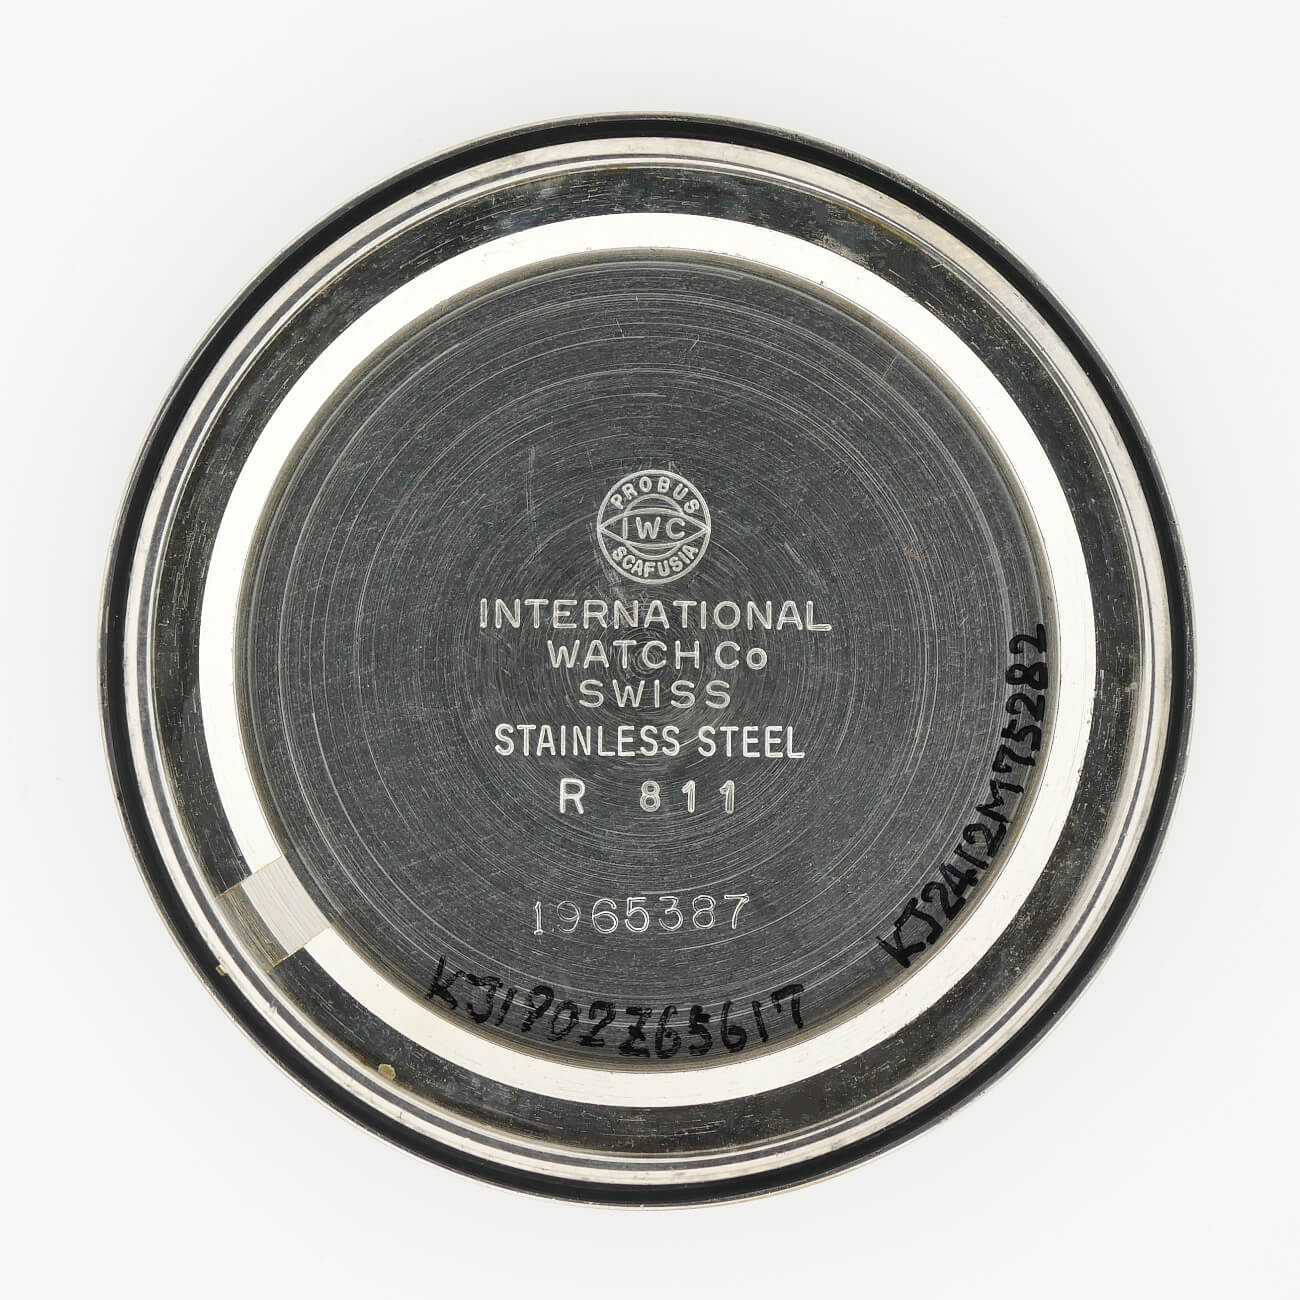 PROBUS
IWC
SCAFUSIA
INTERNATIONAL
WATCH Co
SWISS
STAINLESS STEEL
R 811
1965387
KJ1902Z65617
KJ2412M75282